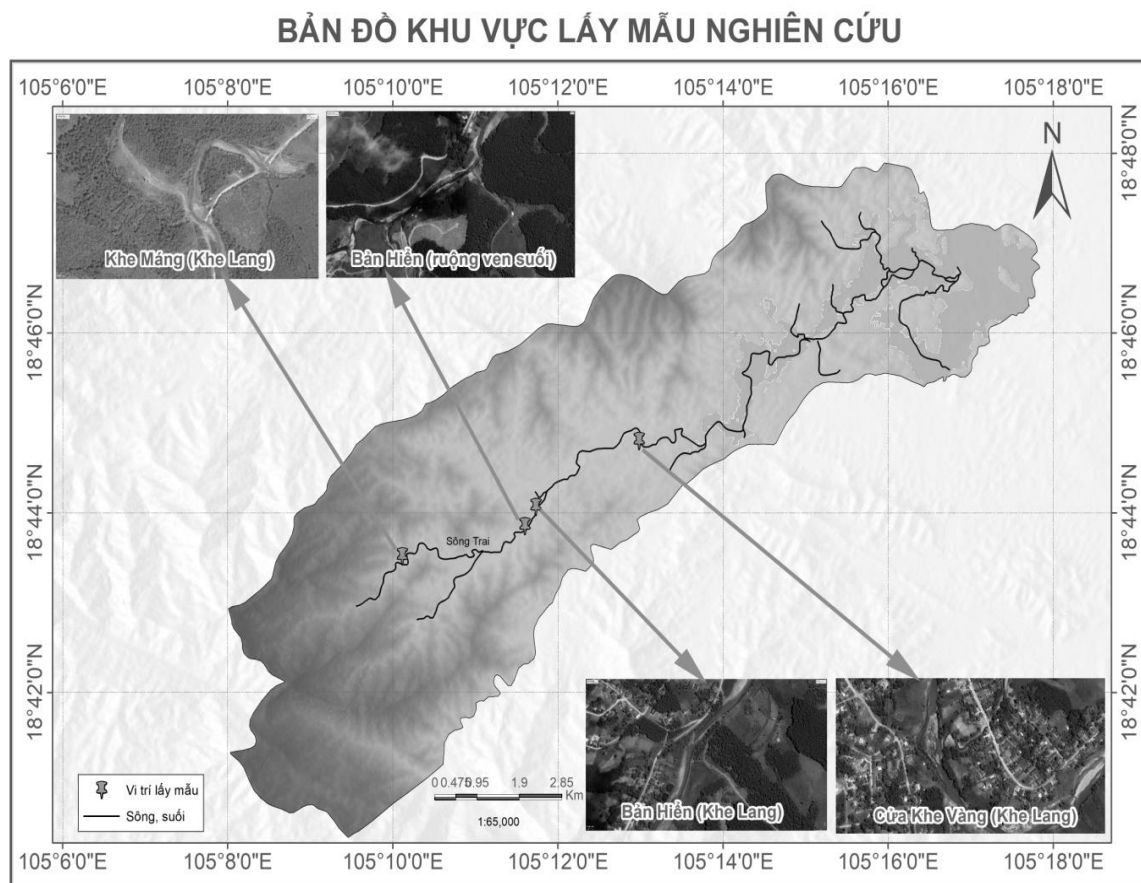 BẢN ĐỒ KHU VỰC LẤY MẪU NGHIÊN CỨU
105°6'0"E 105°8'0"E 105°10'0"E 105°12'0"E 105°14'0"E 105°16'0"E 105°18'0"E
N
18°48'0"N
Khe Máng (Khe Lang)
Bản Hiển (ruộng ven suối)
18°46'0"N 18°46'0"N
18°44'0"N 18°44'0"N
Sông Trai
18°42'0"N 18°42'0"N
Vi trí lấy mẫu
Sông, suối
0 0.475 0.95 1.9 2.85
Km
1:65,000
Bản Hiển (Khe Lang)
Cửa Khe Vàng (Khe Lang)
105°6'0"E 105°8'0"E 105°10'0"E 105°12'0"E 105°14'0"E 105°16'0"E 105°18'0"E